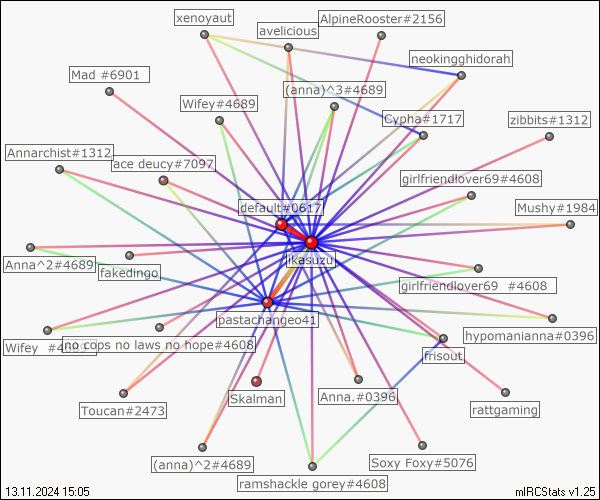 xenoyaut
AlpineRooster#2156
avelicious
neokingghidorah
Mad #6901
(anna)^3#4689
Wifey#4689
Cypha#1717
zibbits#1312
Annarchist#1312
ace deucy#7097
girlfriendlover69#4608
default#0617
Mushy#1984
ikasuzu
Anna^2#4689
fakedingo
girlfriendlover69 #4608
pastachangeo41
hypomanianna#0396
Wifey
no cops no laws no hope#4608
frisout
Skalman
Anna.#0396
Toucan#2473
rattgaming
(anna)^2#4689
Soxy Foxy#5076
ramshackle gorey#4608
13.11.2024 15:05
mIRCStats v1.25